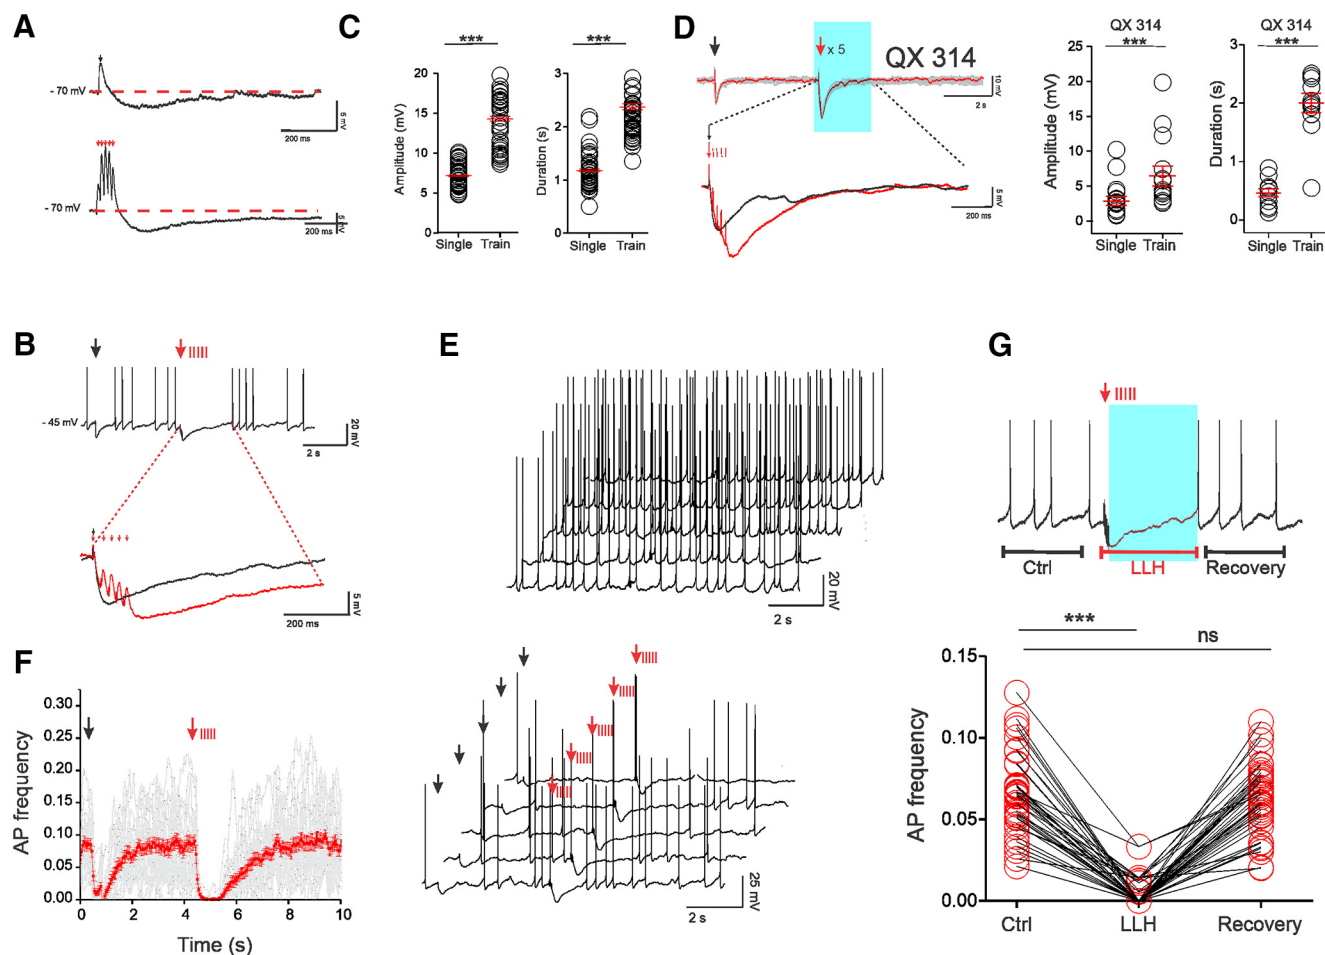 A
- 70 mV
5 mV
200 ms
- 70 mV
5 mV
200 ms
C
***
***
20
15
10
5
0
Amplitude (mV)
Single
Train
3
2
1
0
Duration (s)
Single
Train
D
x 5
QX 314
10 mV
2 s
5 mV
200 ms
QX 314
***
25
20
15
10
5
0
Amplitude (mV)
Single
Train
QX 314
***
3
2
1
0
Duration (s)
Single
Train
B
- 45 mV
20 mV
2 s
5 mV
200 ms
E
20 mV
2 s
25 mV
2 s
F
0.30
0.25
0.20
0.15
0.10
0.05
0.00
AP frequency
0
2
4
6
8
10
Time (s)
G
Ctrl
LLH
Recovery
***
ns
0.15
0.10
0.05
0.00
AP frequency
Ctrl
LLH
Recovery